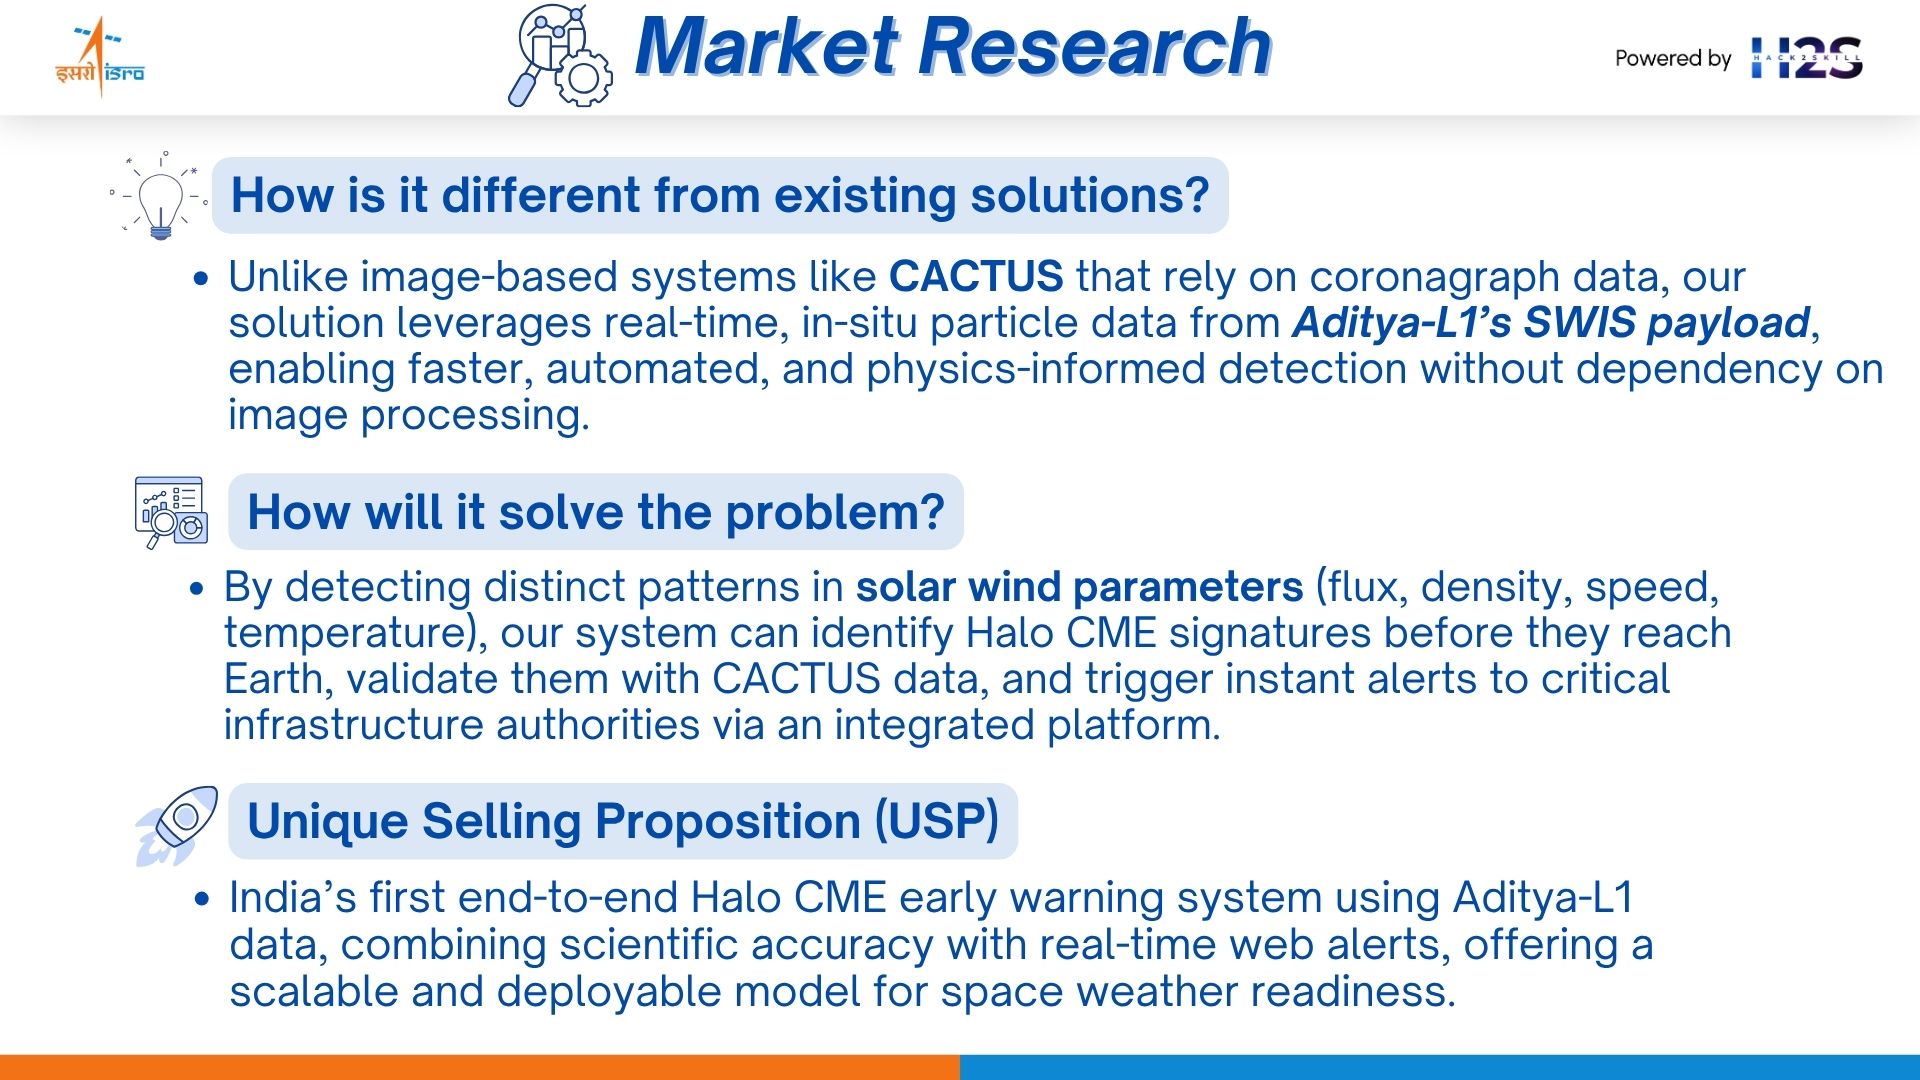 इसरो isro
Market Research
Powered by H2S
HACK2SKILL
How is it different from existing solutions?
• Unlike image-based systems like CACTUS that rely on coronagraph data, our
solution leverages real-time, in-situ particle data from Aditya-L1’s SWIS payload,
enabling faster, automated, and physics-informed detection without dependency on
image processing.
How will it solve the problem?
• By detecting distinct patterns in solar wind parameters (flux, density, speed,
temperature), our system can identify Halo CME signatures before they reach
Earth, validate them with CACTUS data, and trigger instant alerts to critical
infrastructure authorities via an integrated platform.
Unique Selling Proposition (USP)
• India’s first end-to-end Halo CME early warning system using Aditya-L1
data, combining scientific accuracy with real-time web alerts, offering a
scalable and deployable model for space weather readiness.